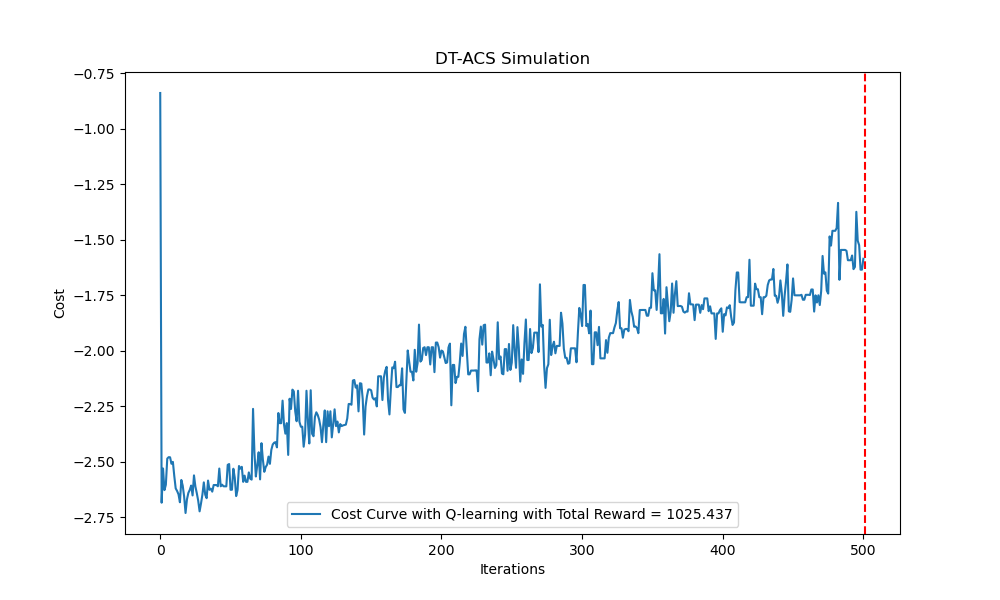 DT-ACS Simulation
Cost
−0.75
−1.00
−1.25
−1.50
−1.75
−2.00
−2.25
−2.50
−2.75
Cost Curve with Q-learning with Total Reward = 1025.437
0 100 200 300 400 500
Iterations